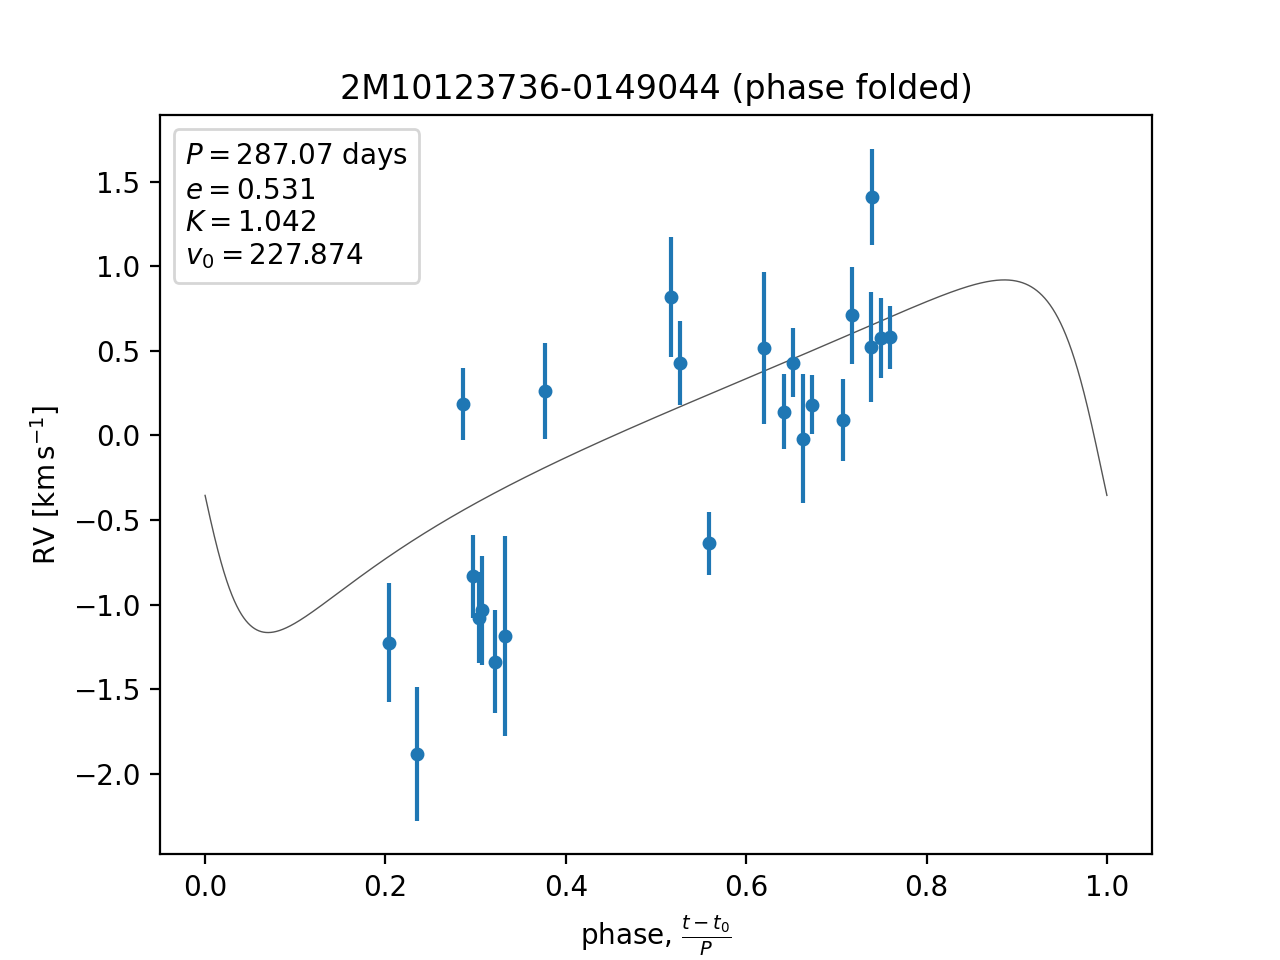 2M10123736-0149044 (phase folded)
P = 287.07 days
e = 0.531
K = 1.042
v₀ = 227.874
1.5
1.0
0.5
0.0
−0.5
−1.0
−1.5
−2.0
RV [km s⁻¹]
0.0 0.2 0.4 0.6 0.8 1.0
phase, (t − t₀)/P